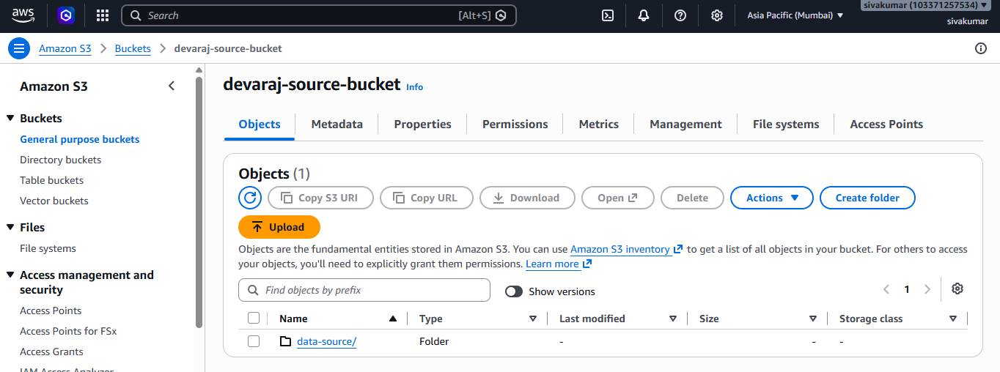 aws
Search [Alt+S]
Asia Pacific (Mumbai)
sivakumar (103371257534)
sivakumar
Amazon S3
Buckets
devaraj-source-bucket
Amazon S3
Buckets
General purpose buckets
Directory buckets
Table buckets
Vector buckets
Files
File systems
Access management and
security
Access Points
Access Points for FSx
Access Grants
IAM Access Analyzer
devaraj-source-bucket Info
Objects Metadata Properties Permissions Metrics Management File systems Access Points
Objects (1)
Copy S3 URI Copy URL Download Open Delete Actions Create folder
Upload
Objects are the fundamental entities stored in Amazon S3. You can use Amazon S3 inventory to get a list of all objects in your bucket. For others to access
your objects, you'll need to explicitly grant them permissions. Learn more
Find objects by prefix Show versions 1
Name Type Last modified Size Storage class
data-source/ Folder - - -